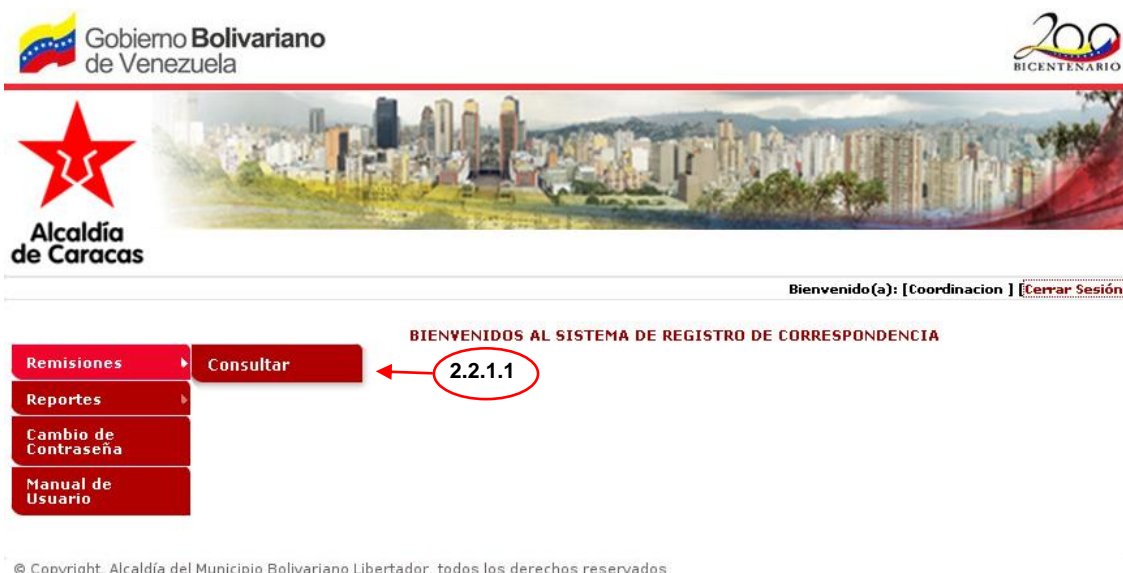 Gobierno Bolivariano
de Venezuela
200
BICENTENARIO
Alcaldía
de Caracas
Bienvenido(a): [Coordinacion ] [Cerrar Sesión
BIENVENIDOS AL SISTEMA DE REGISTRO DE CORRESPONDENCIA
Remisiones
Consultar
2.2.1.1
Reportes
Cambio de
Contraseña
Manual de
Usuario
© Copyright. Alcaldía del Municipio Bolivariano Libertador, todos los derechos reservados